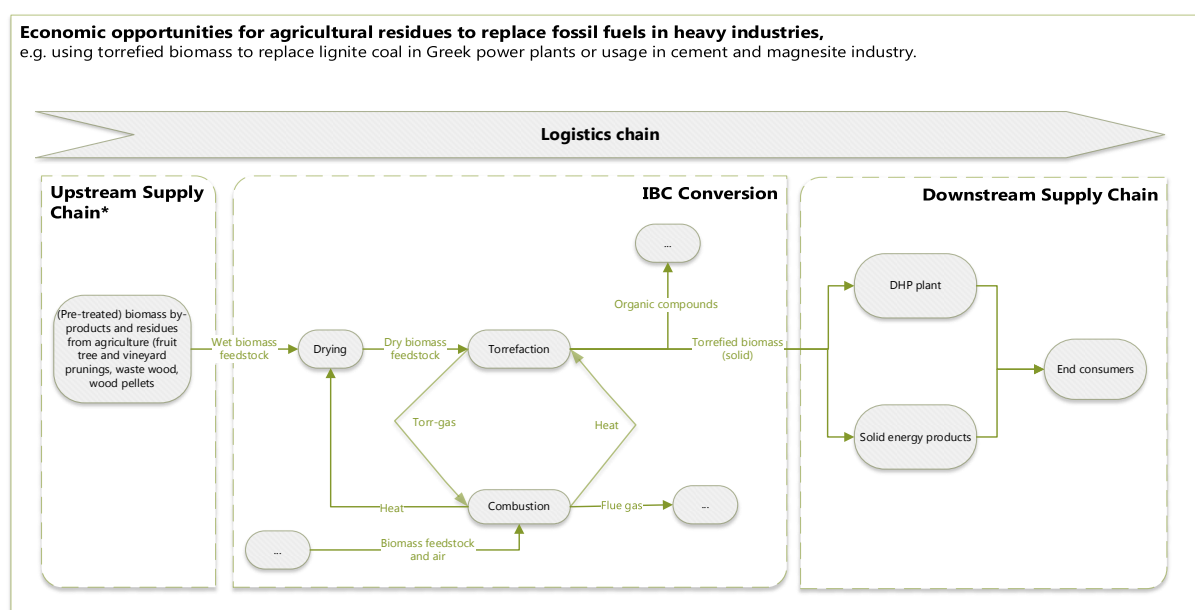 Economic opportunities for agricultural residues to replace fossil fuels in heavy industries,
e.g. using torrefied biomass to replace lignite coal in Greek power plants or usage in cement and magnesite industry.
Logistics chain
Upstream Supply
Chain*
IBC Conversion
Downstream Supply Chain
...
DHP plant
Organic compounds
(Pre-treated) biomass by-
products and residues
from agriculture (fruit
tree and vineyard
prunings, waste wood,
wood pellets
Wet biomass
feedstock
Drying
Dry biomass
feedstock
Torrefaction
Torrefied biomass
(solid)
End consumers
Torr-gas
Heat
Solid energy products
Heat
Combustion
Flue gas
...
...
Biomass feedstock
and air